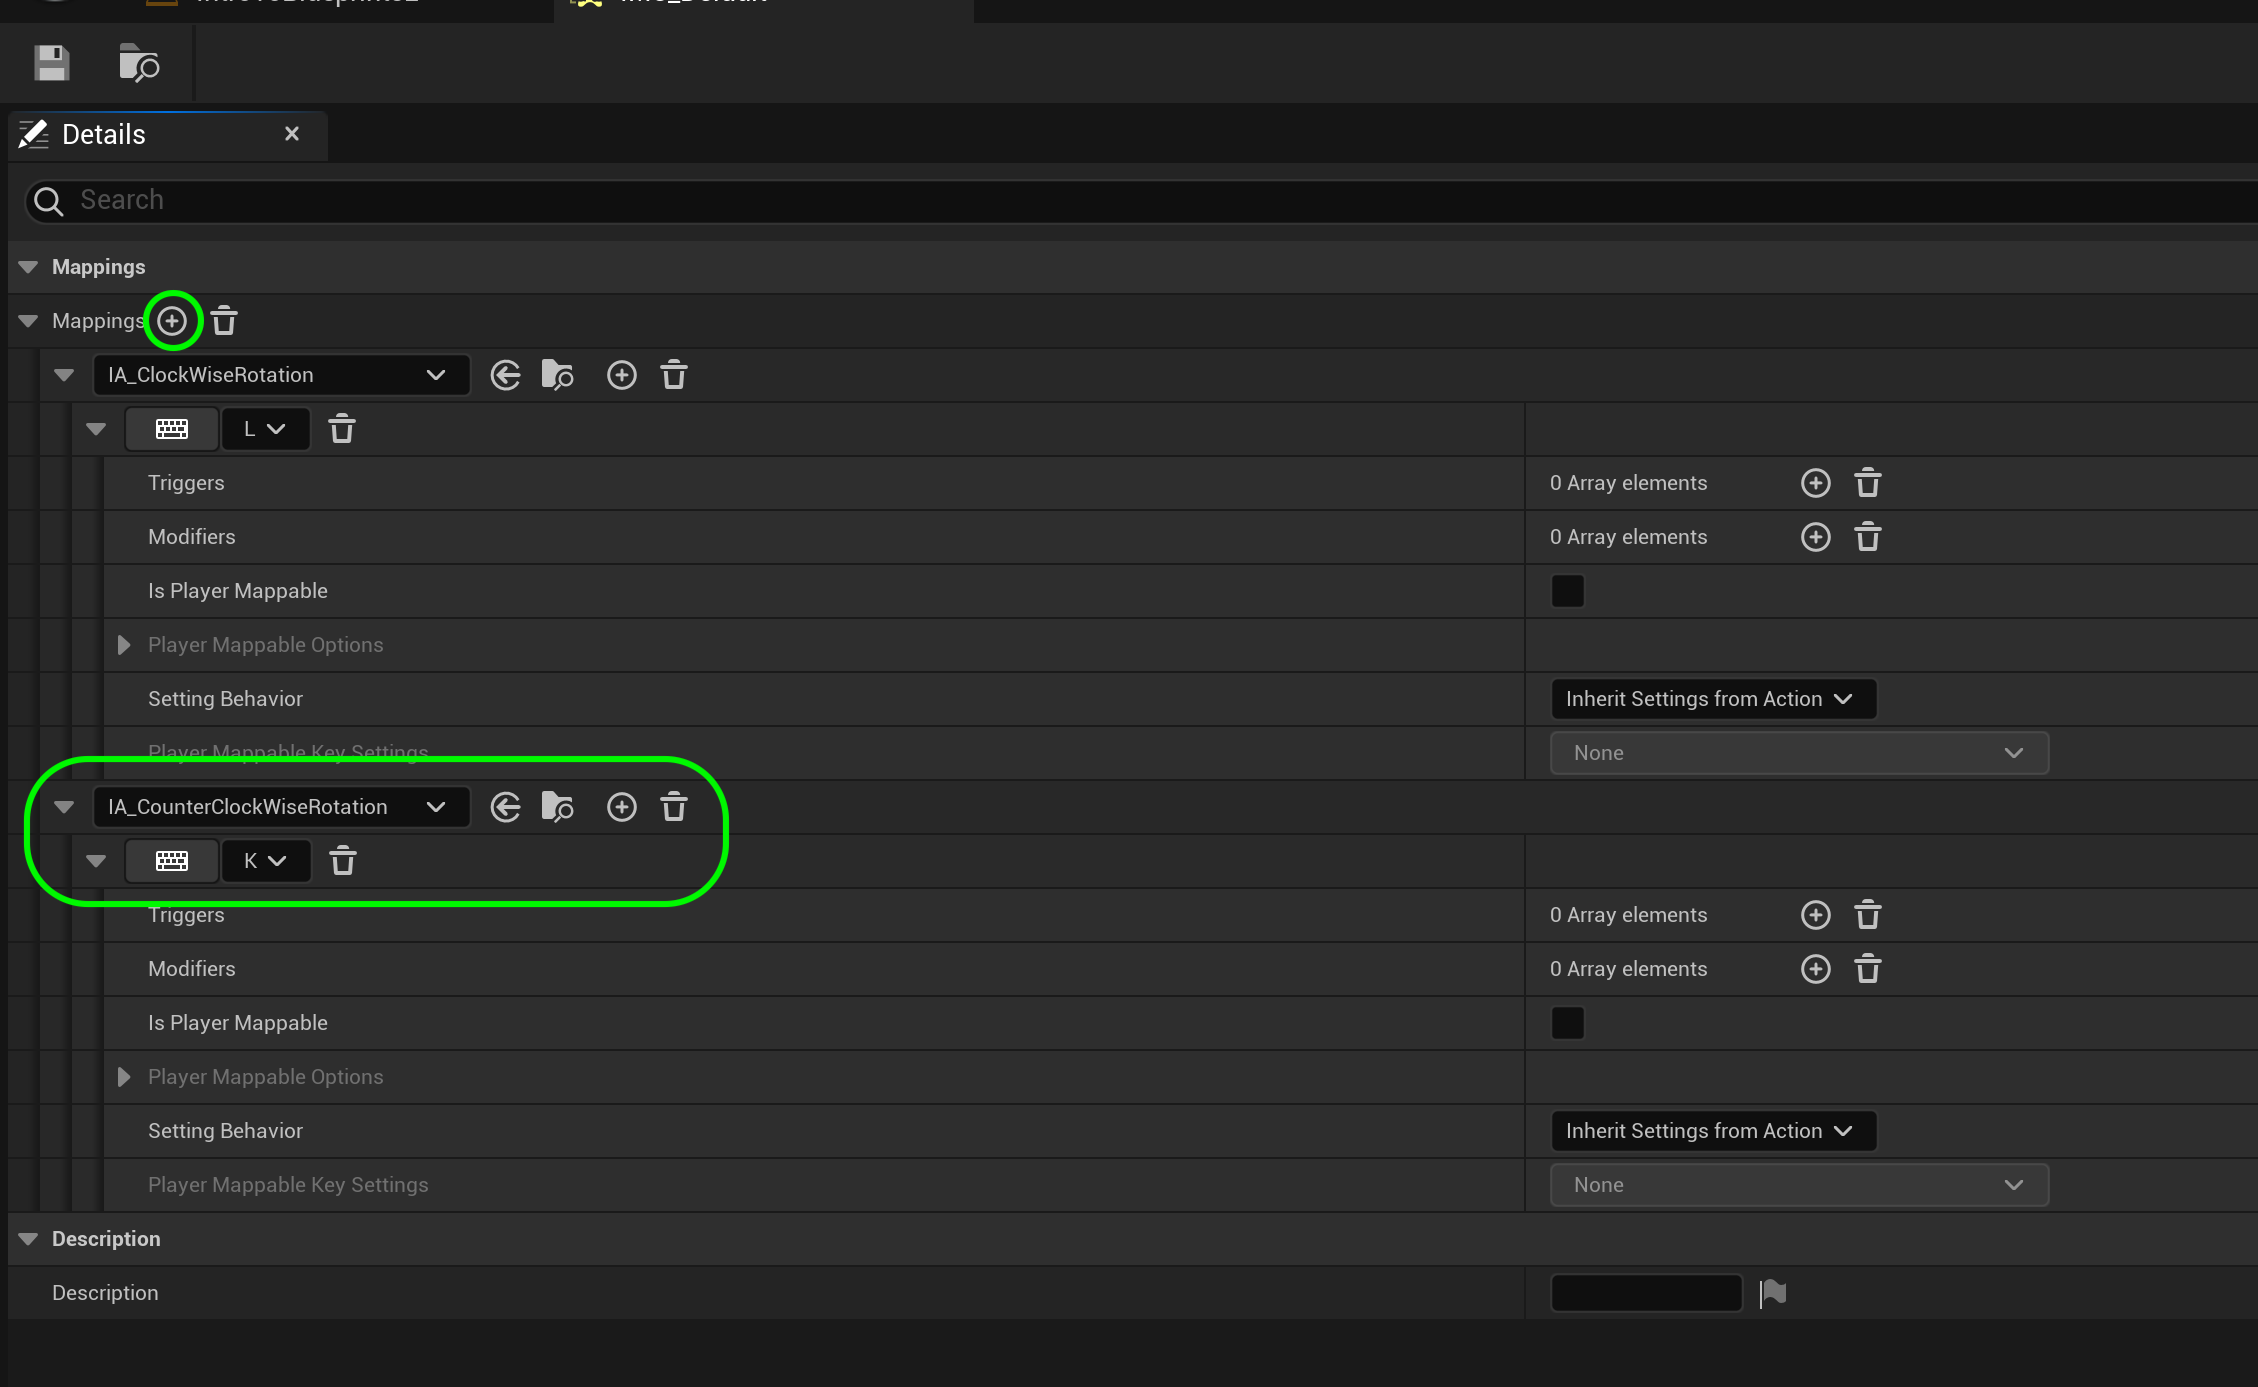 Details
Search
Mappings
Mappings
IA_ClockWiseRotation
L
Triggers 0 Array elements
Modifiers 0 Array elements
Is Player Mappable
Player Mappable Options
Setting Behavior Inherit Settings from Action
Player Mappable Key Settings None
IA_CounterClockWiseRotation
K
Triggers 0 Array elements
Modifiers 0 Array elements
Is Player Mappable
Player Mappable Options
Setting Behavior Inherit Settings from Action
Player Mappable Key Settings None
Description
Description